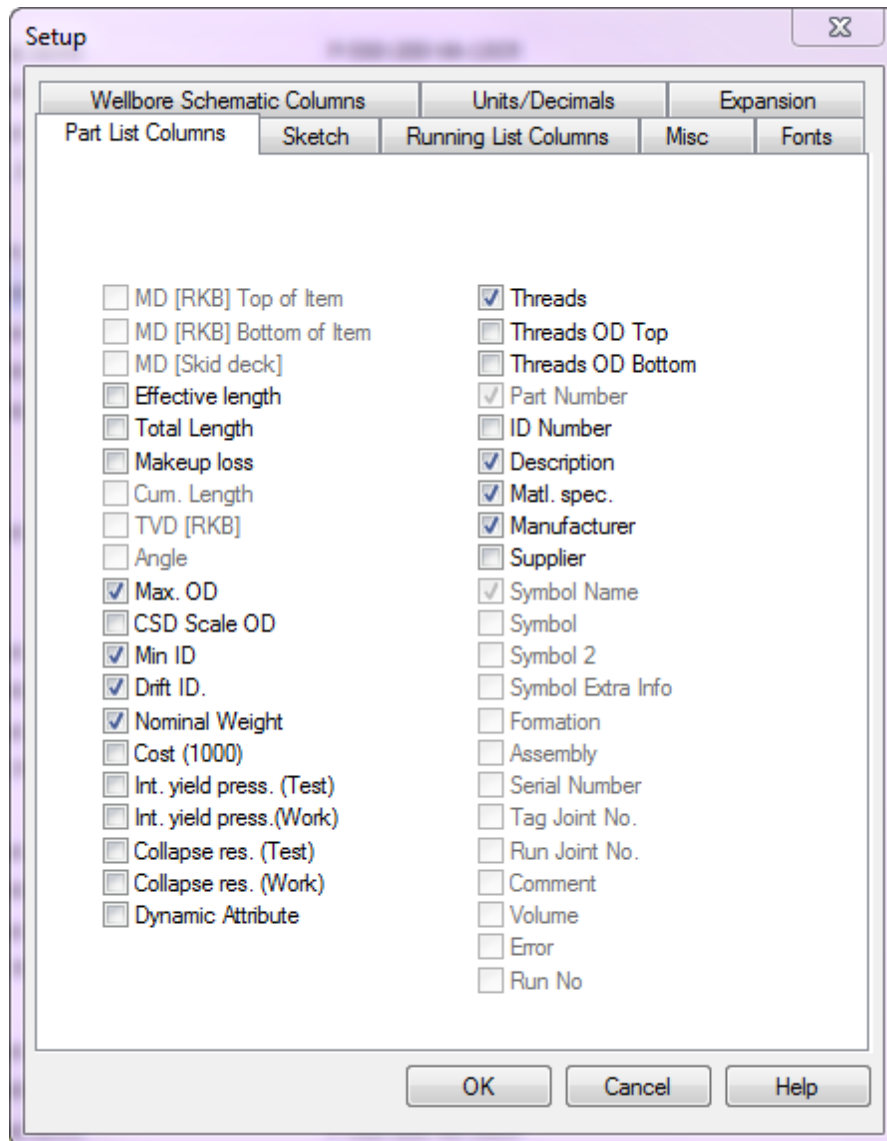 Setup
Wellbore Schematic Columns
Units/Decimals
Expansion
Part List Columns
Sketch
Running List Columns
Misc
Fonts
MD [RKB] Top of Item
MD [RKB] Bottom of Item
MD [Skid deck]
Effective length
Total Length
Makeup loss
Cum. Length
TVD [RKB]
Angle
Max. OD
CSD Scale OD
Min ID
Drift ID.
Nominal Weight
Cost (1000)
Int. yield press. (Test)
Int. yield press.(Work)
Collapse res. (Test)
Collapse res. (Work)
Dynamic Attribute
Threads
Threads OD Top
Threads OD Bottom
Part Number
ID Number
Description
Matl. spec.
Manufacturer
Supplier
Symbol Name
Symbol
Symbol 2
Symbol Extra Info
Formation
Assembly
Serial Number
Tag Joint No.
Run Joint No.
Comment
Volume
Error
Run No
OK
Cancel
Help